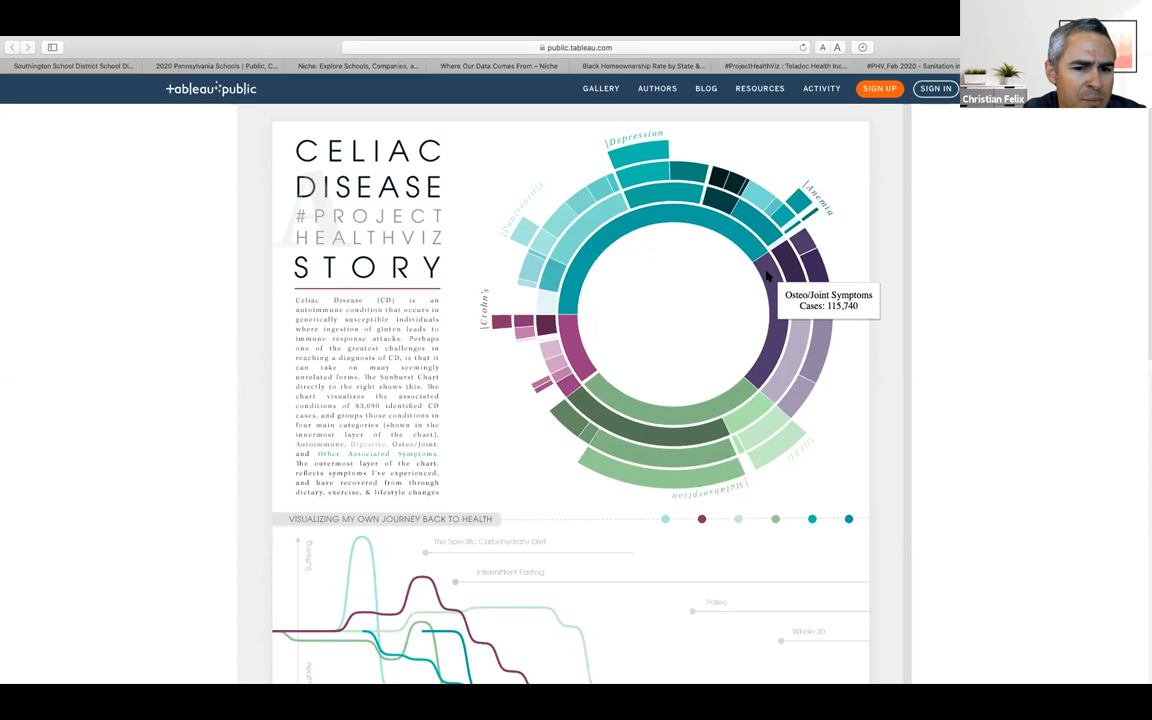 public.tableau.com
A A
Southington School District School Di...
2020 Pennsylvania Schools | Public, C...
Niche: Explore Schools, Companies, a...
Where Our Data Comes From – Niche
Black Homeownership Rate by State &...
#ProjectHealthViz : Teladoc Health Inc...
#PHV_Feb 2020 - Sanitation in
Christian Felix
+ableau:public
GALLERY
AUTHORS
BLOG
RESOURCES
ACTIVITY
SIGN UP
SIGN IN
CELIAC
DISEASE
#PROJECT
HEALTHVIZ
STORY
Celiac Disease (CD) is an
autoimmune condition that occurs in
genetically susceptible individuals
where ingestion of gluten leads to
immune response attacks. Perhaps
one of the greatest challenges in
reaching a diagnosis of CD, is that it
can take on many seemingly
unrelated forms. The Sunburst Chart
directly to the right shows this. The
chart visualizes the associated
conditions of 83,090 identified CD
cases, and groups those conditions in
four main categories (shown in the
innermost layer of the chart).
Autoimmune, Digestive, Osteo/Joint,
and Other Associated Symptoms.
The outermost layer of the chart,
reflects symptoms I've experienced,
and have recovered from through
dietary, exercise, & lifestyle changes
|Depression
|Anemia
|Pancreatitis
|Crohn's
|GERD
|Malabsorption
Osteo/Joint Symptoms
Cases: 115,740
VISUALIZING MY OWN JOURNEY BACK TO HEALTH
Suffering
The Specific Carbohydrate Diet
Intermittent Fasting
Paleo
Whole 30